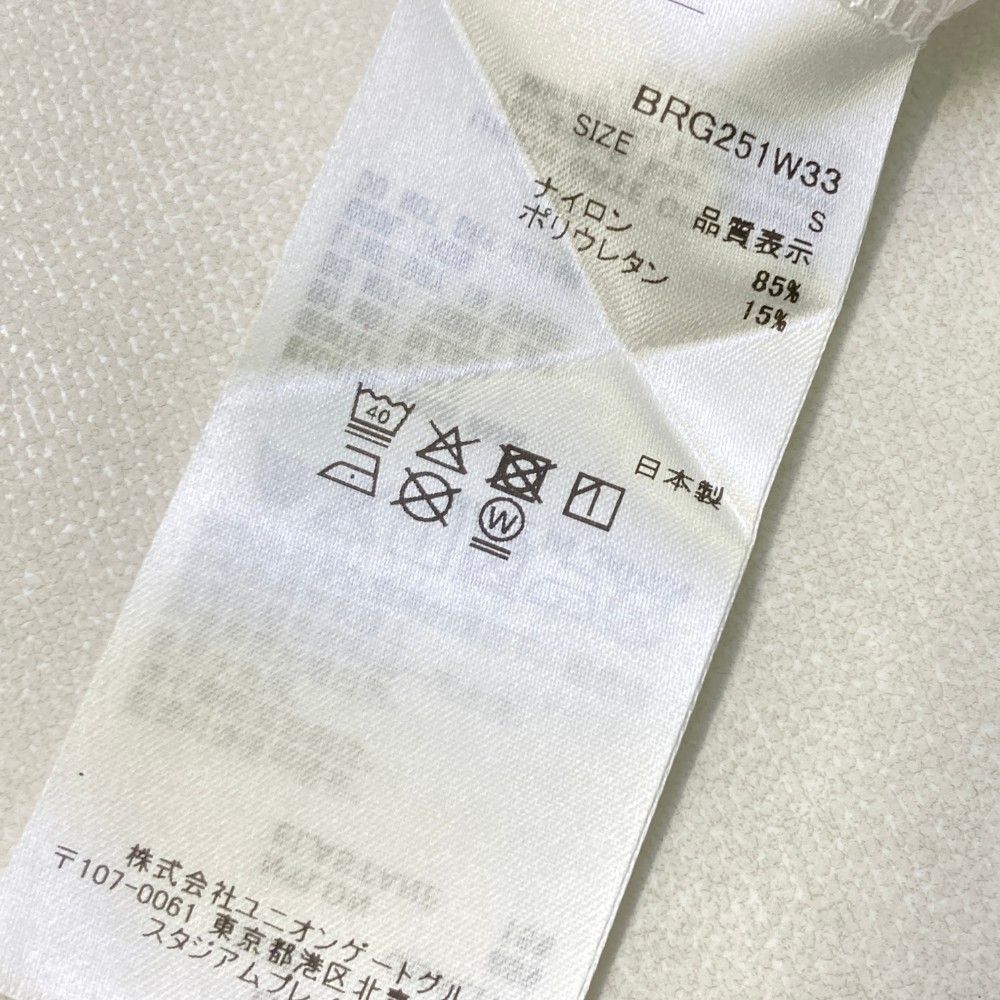 BRG251W33
SIZE S
品質表示
ナイロン 85%
ポリウレタン 15%
40
W
日本製
株式会社ユニオンゲートグル
〒107-0061 東京都港区北青
スタジアムプレイ